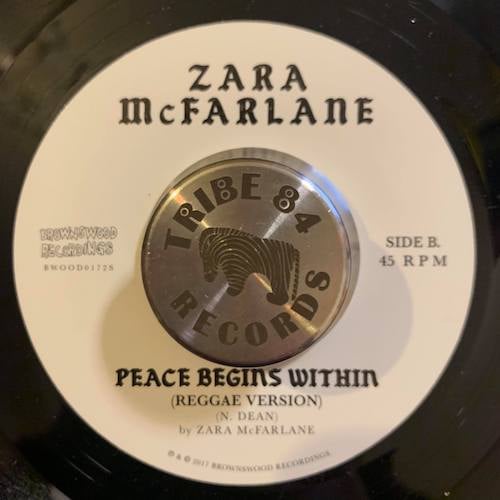 ZARA
McFARLANE
TRIBE 84
RECORDS
BROWNSWOOD
RECORDINGS
BWOOD0172S
SIDE B.
45 RPM
PEACE BEGINS WITHIN
(REGGAE VERSION)
(N. DEAN)
by ZARA McFARLANE
℗ & © 2017 BROWNSWOOD RECORDINGS